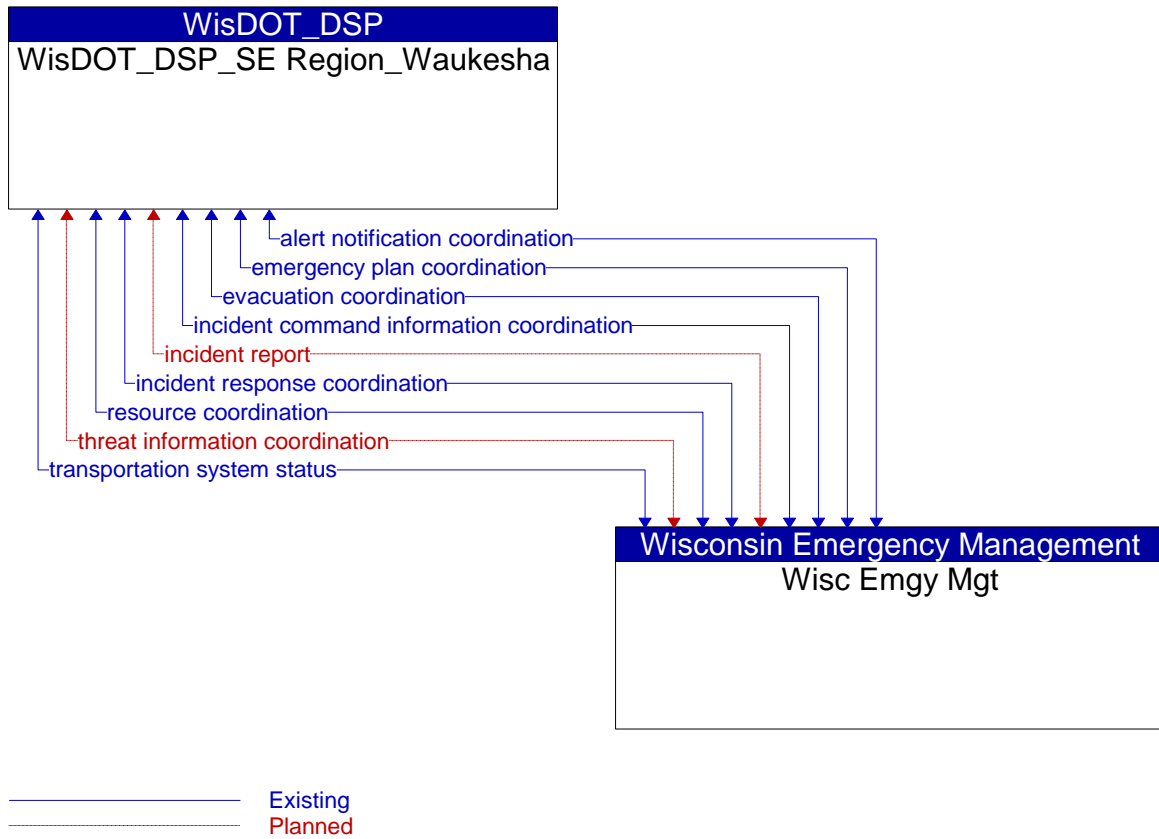 WisDOT_DSP
WisDOT_DSP_SE Region_Waukesha
alert notification coordination
emergency plan coordination
evacuation coordination
incident command information coordination
incident report
incident response coordination
resource coordination
threat information coordination
transportation system status
Wisconsin Emergency Management
Wisc Emgy Mgt
Existing
Planned